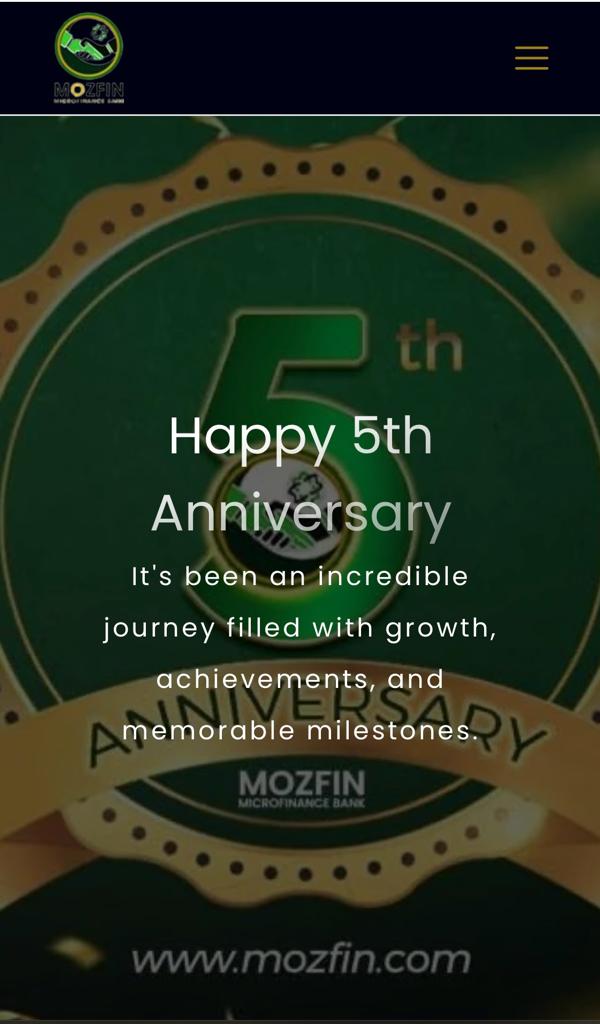 MOZFIN
MICROFINANCE BANK
5th
Happy 5th
Anniversary
It's been an incredible
journey filled with growth,
achievements, and
memorable milestones.
ANNIVERSARY
MOZFIN
MICROFINANCE BANK
www.mozfin.com